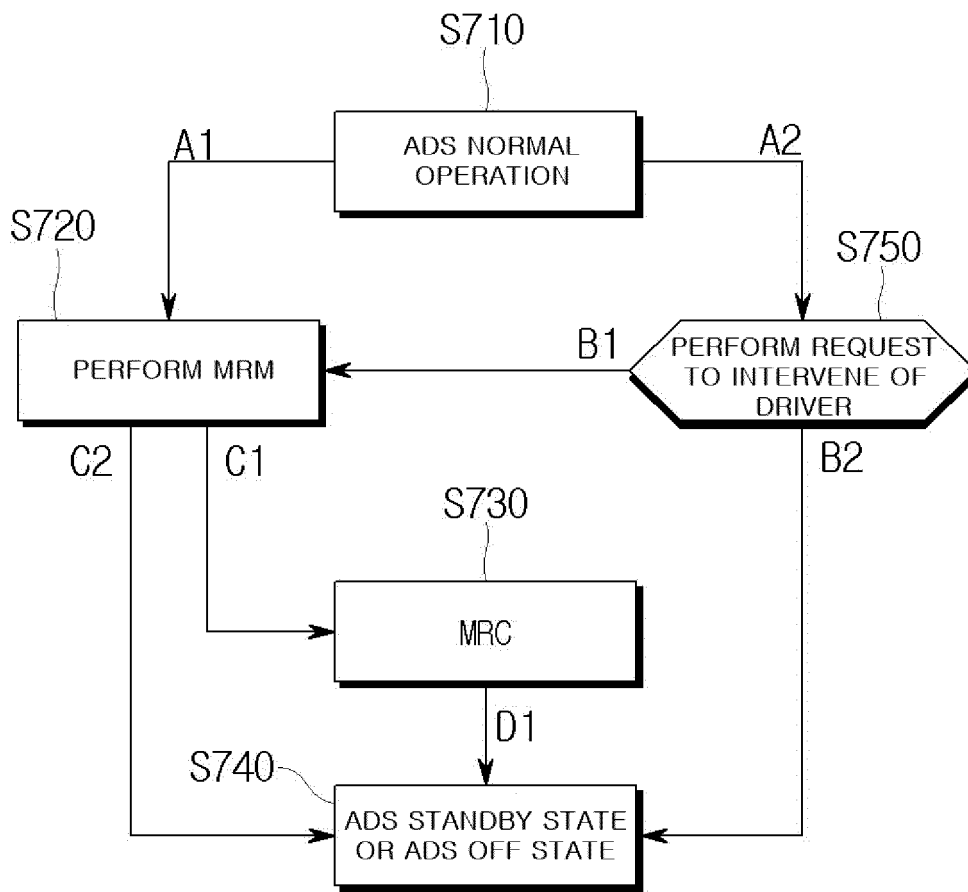 S710
ADS NORMAL
OPERATION
A1
A2
S720
S750
PERFORM MRM
B1
PERFORM REQUEST
TO INTERVENE OF
DRIVER
C2
C1
B2
S730
MRC
D1
S740
ADS STANDBY STATE
OR ADS OFF STATE